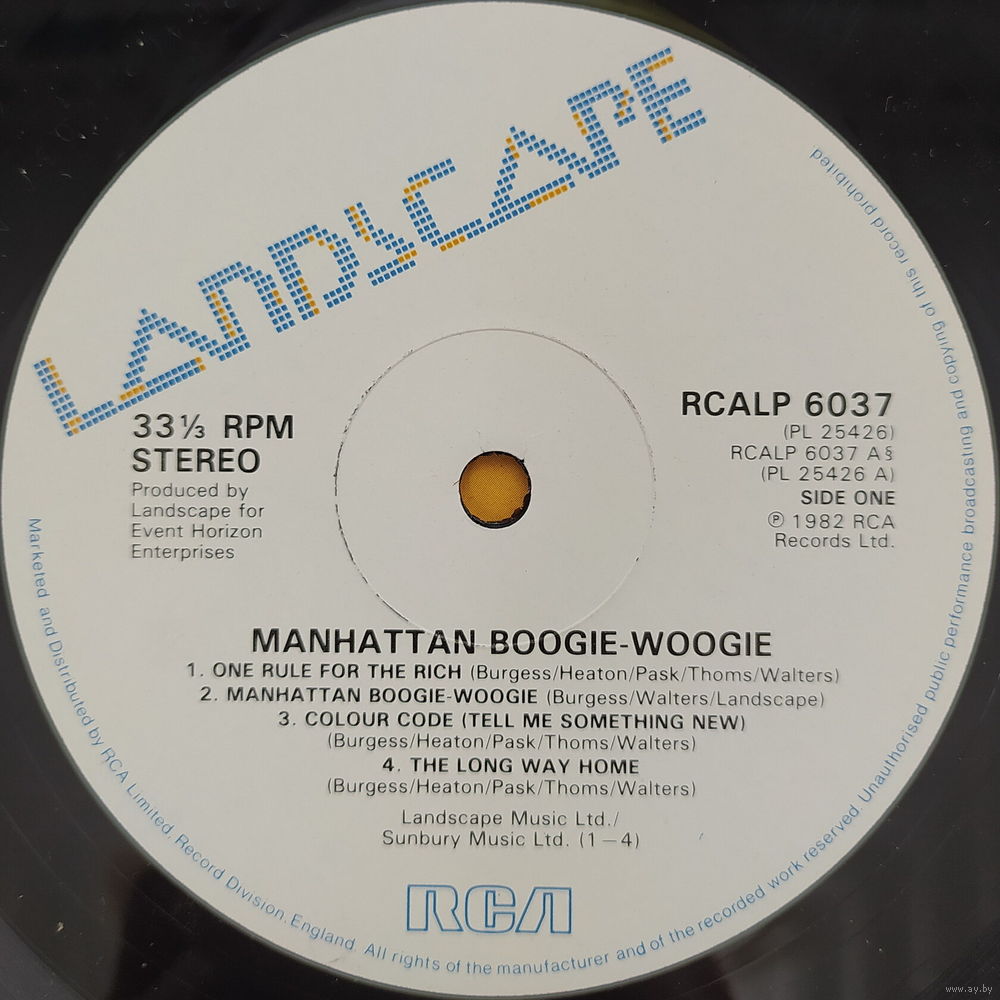 LANDSCAPE
33⅓ RPM
STEREO
Produced by
Landscape for
Event Horizon
Enterprises
RCALP 6037
(PL 25426)
RCALP 6037 A§
(PL 25426 A)
SIDE ONE
℗ 1982 RCA
Records Ltd.
MANHATTAN BOOGIE-WOOGIE
1. ONE RULE FOR THE RICH (Burgess/Heaton/Pask/Thoms/Walters)
2. MANHATTAN BOOGIE-WOOGIE (Burgess/Walters/Landscape)
3. COLOUR CODE (TELL ME SOMETHING NEW)
(Burgess/Heaton/Pask/Thoms/Walters)
4. THE LONG WAY HOME
(Burgess/Heaton/Pask/Thoms/Walters)
Landscape Music Ltd./
Sunbury Music Ltd. (1–4)
RCA
Marketed and Distributed by RCA Limited, Record Division, England. All rights of the manufacturer and of the recorded work reserved. Unauthorised public performance broadcasting and copying of this record prohibited
www.ay.by